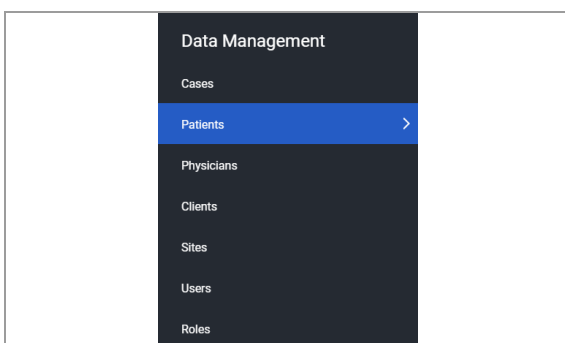 Data Management
Cases
Patients
Physicians
Clients
Sites
Users
Roles